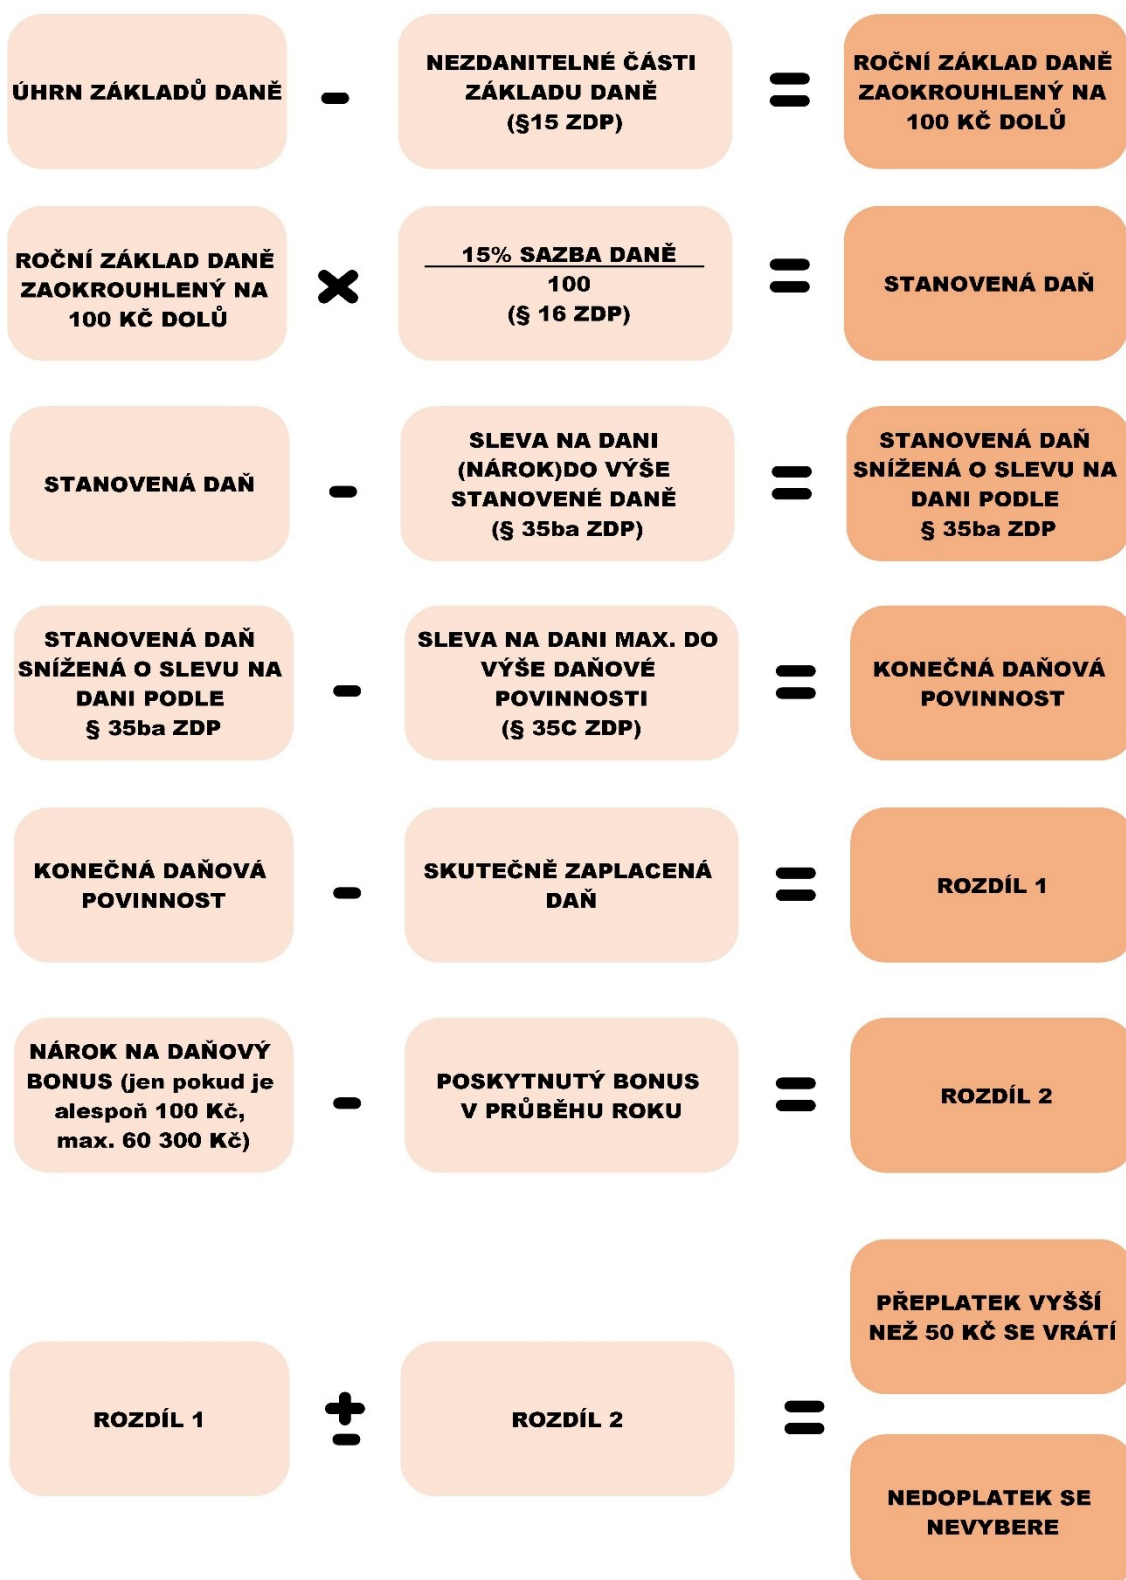 ÚHRN ZÁKLADŮ DANĚ
-
NEZDANITELNÉ ČÁSTI
ZÁKLADU DANĚ
(§15 ZDP)
=
ROČNÍ ZÁKLAD DANĚ
ZAOKROUHLENÝ NA
100 KČ DOLŮ
ROČNÍ ZÁKLAD DANĚ
ZAOKROUHLENÝ NA
100 KČ DOLŮ
×
15% SAZBA DANĚ
100
(§ 16 ZDP)
=
STANOVENÁ DAŇ
STANOVENÁ DAŇ
-
SLEVA NA DANI
(NÁROK)DO VÝŠE
STANOVENÉ DANĚ
(§ 35ba ZDP)
=
STANOVENÁ DAŇ
SNÍŽENÁ O SLEVU NA
DANI PODLE
§ 35ba ZDP
STANOVENÁ DAŇ
SNÍŽENÁ O SLEVU NA
DANI PODLE
§ 35ba ZDP
-
SLEVA NA DANI MAX. DO
VÝŠE DAŇOVÉ
POVINNOSTI
(§ 35C ZDP)
=
KONEČNÁ DAŇOVÁ
POVINNOST
KONEČNÁ DAŇOVÁ
POVINNOST
-
SKUTEČNĚ ZAPLACENÁ
DAŇ
=
ROZDÍL 1
NÁROK NA DAŇOVÝ
BONUS (jen pokud je
alespoň 100 Kč,
max. 60 300 Kč)
-
POSKYTNUTÝ BONUS
V PRŮBĚHU ROKU
=
ROZDÍL 2
ROZDÍL 1
±
ROZDÍL 2
=
PŘEPLATEK VYŠŠÍ
NEŽ 50 KČ SE VRÁTÍ
NEDOPLATEK SE
NEVYBERE